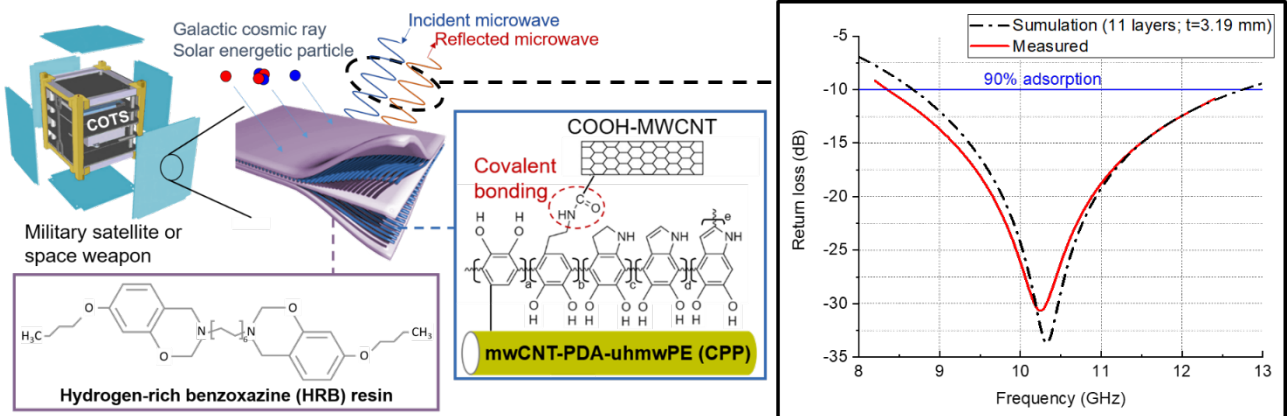 Galactic cosmic ray
Solar energetic particle
Incident microwave
Reflected microwave
COTS
Military satellite or
space weapon
COOH-MWCNT
Covalent
bonding
C
O
HN
H H
O O
NH NH NH
e
a b c d
O O O O O O O O
H H H H H H H H
mwCNT-PDA-uhmwPE (CPP)
O
H₃C
N
6
N
O
O
O
CH₃
Hydrogen-rich benzoxazine (HRB) resin
Sumulation (11 layers; t=3.19 mm)
Measured
90% adsorption
Return loss (dB)
-5
-10
-15
-20
-25
-30
-35
8 9 10 11 12 13
Frequency (GHz)